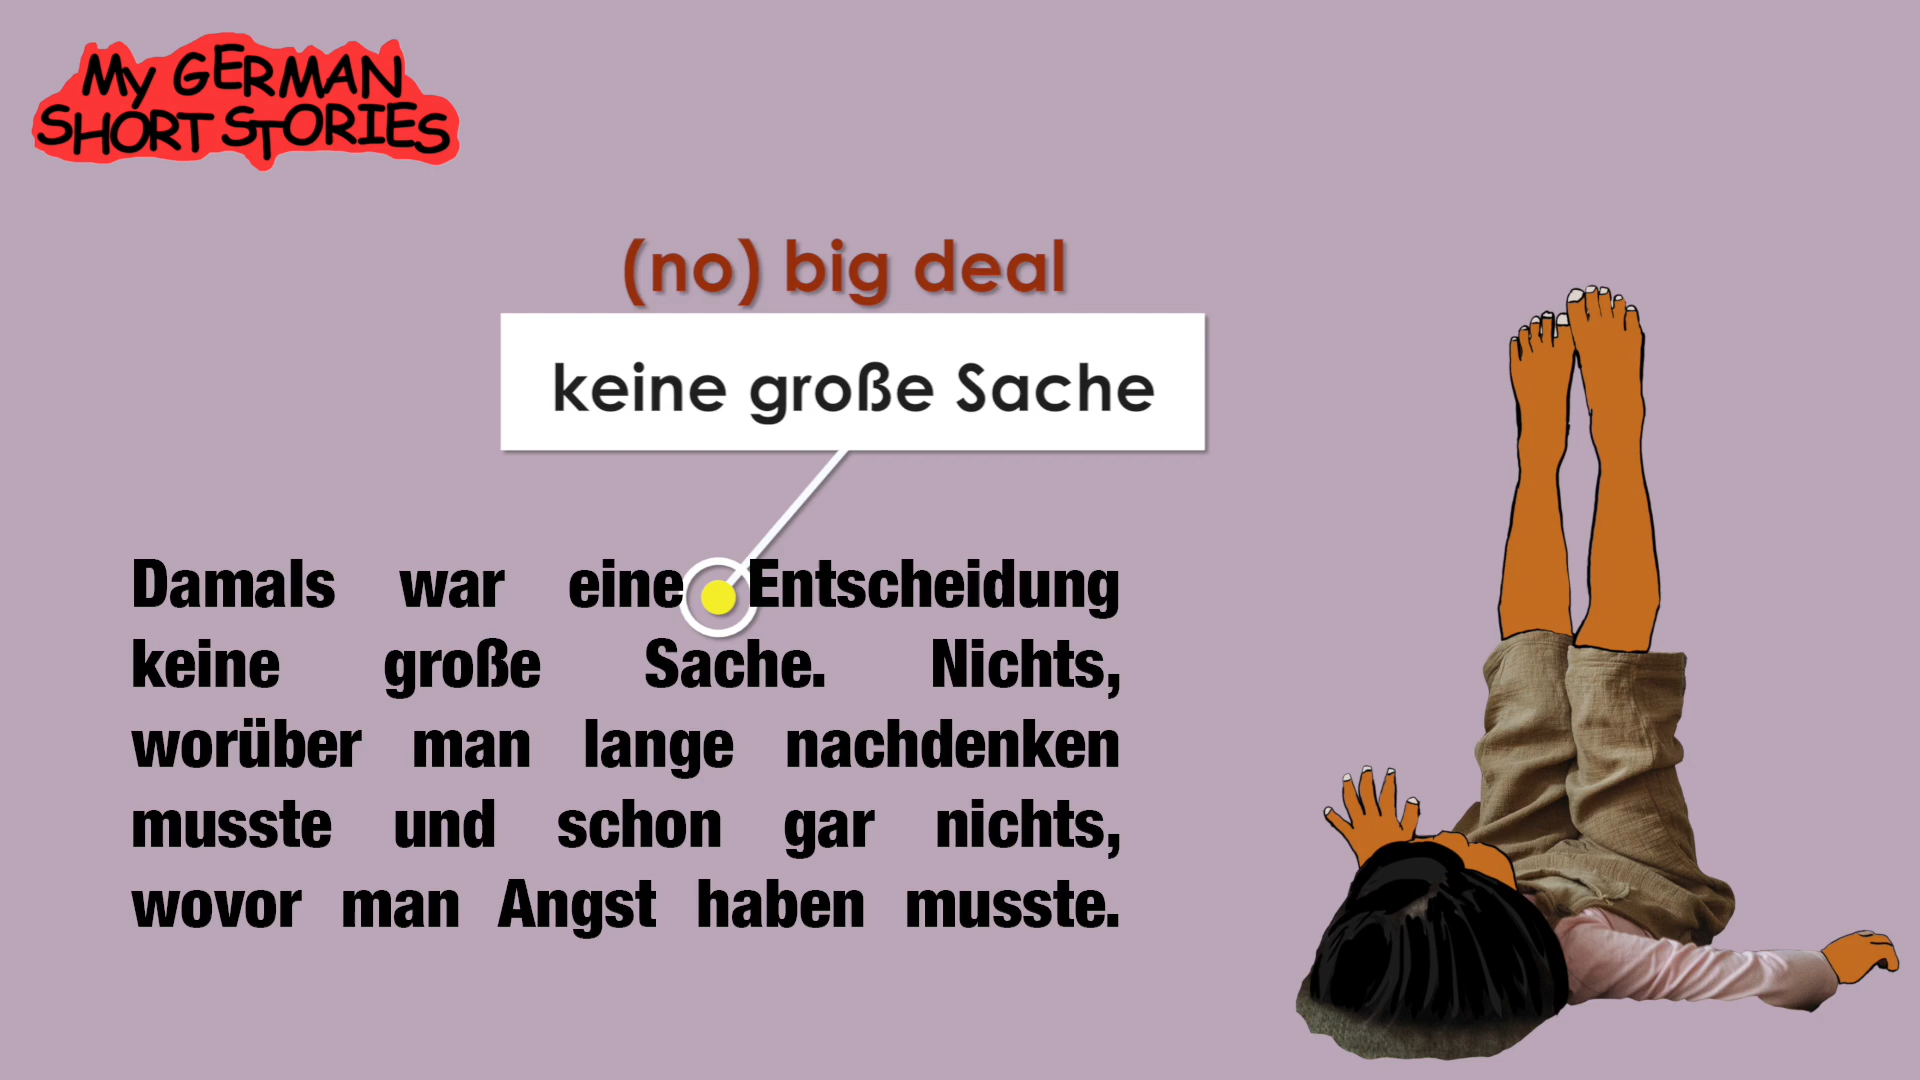 My GERMAN
SHORT STORIES
(no) big deal
keine große Sache
Damals war eine Entscheidung
keine große Sache. Nichts,
worüber man lange nachdenken
musste und schon gar nichts,
wovor man Angst haben musste.